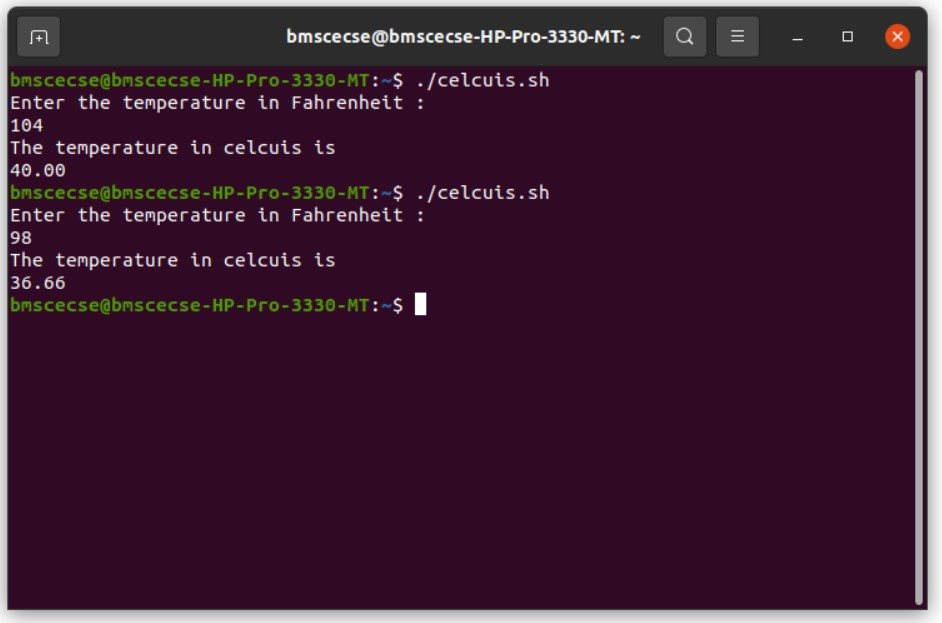 bmscecse@bmscecse-HP-Pro-3330-MT: ~
bmscecse@bmscecse-HP-Pro-3330-MT:~$ ./celcuis.sh
Enter the temperature in Fahrenheit :
104
The temperature in celcuis is
40.00
bmscecse@bmscecse-HP-Pro-3330-MT:~$ ./celcuis.sh
Enter the temperature in Fahrenheit :
98
The temperature in celcuis is
36.66
bmscecse@bmscecse-HP-Pro-3330-MT:~$